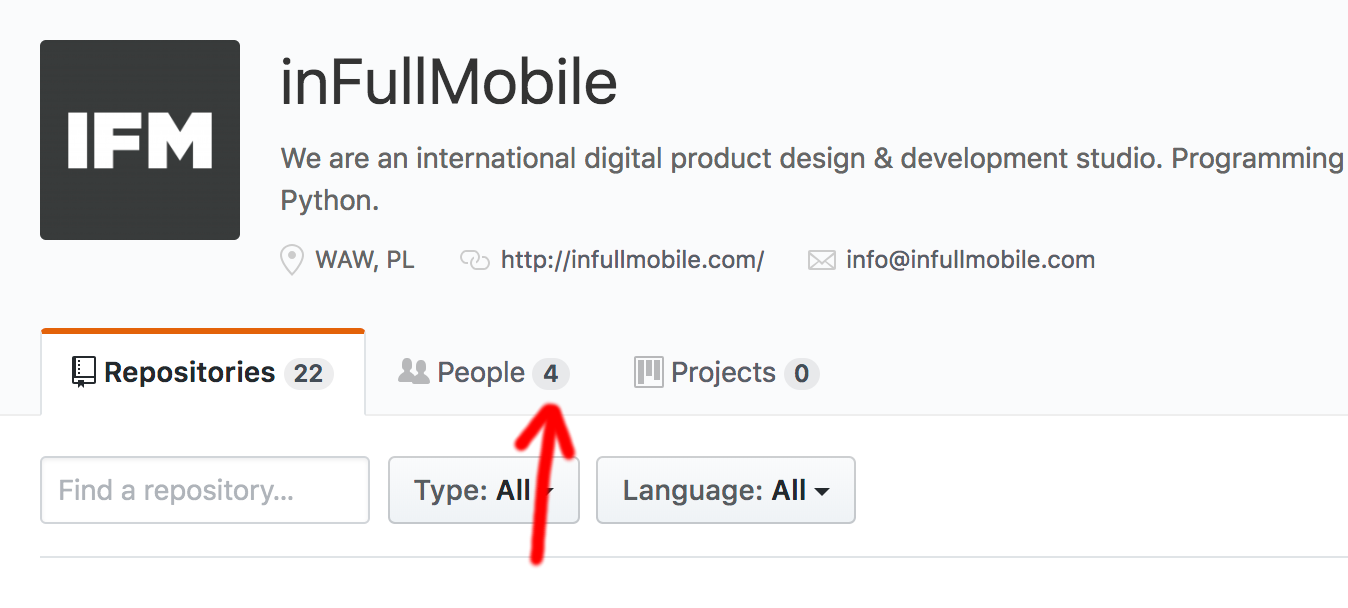 IFM
inFullMobile
We are an international digital product design & development studio. Programming
Python.
WAW, PL http://infullmobile.com/ info@infullmobile.com
Repositories 22 People 4 Projects 0
Find a repository... Type: All Language: All